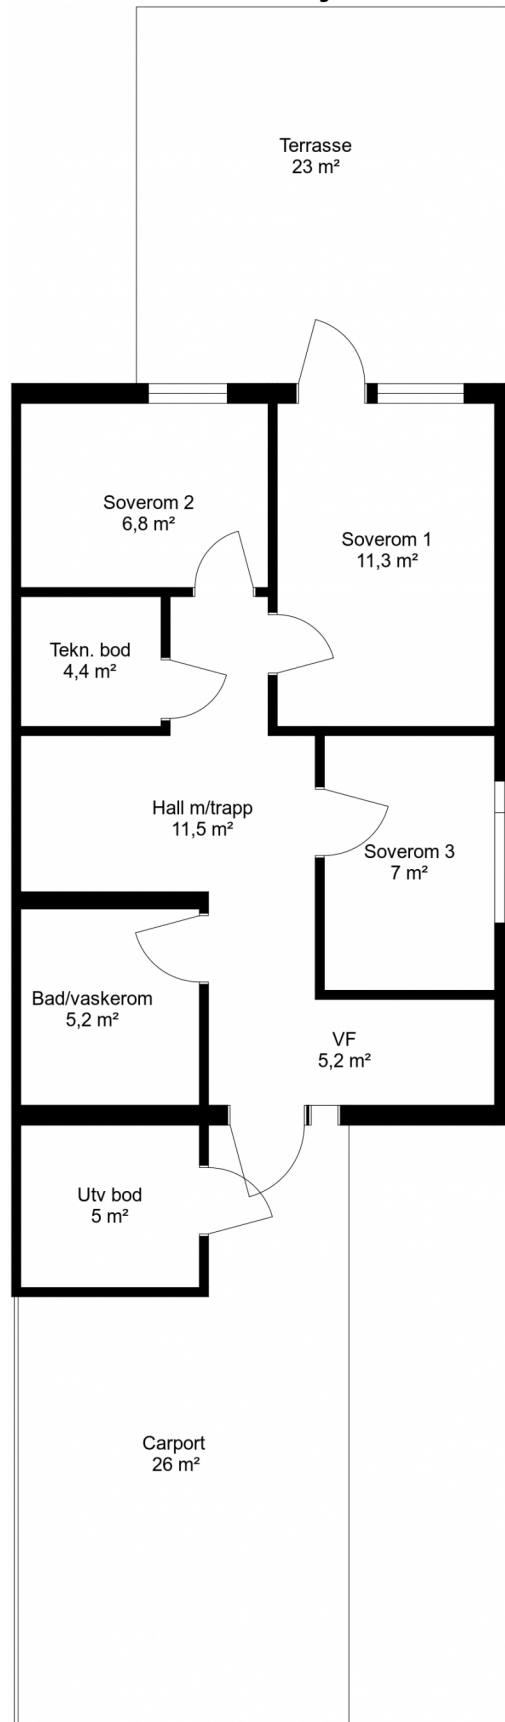 Terrasse
23 m²
Soverom 2
6,8 m²
Soverom 1
11,3 m²
Tekn. bod
4,4 m²
Hall m/trapp
11,5 m²
Soverom 3
7 m²
Bad/vaskerom
5,2 m²
VF
5,2 m²
Utv bod
5 m²
Carport
26 m²